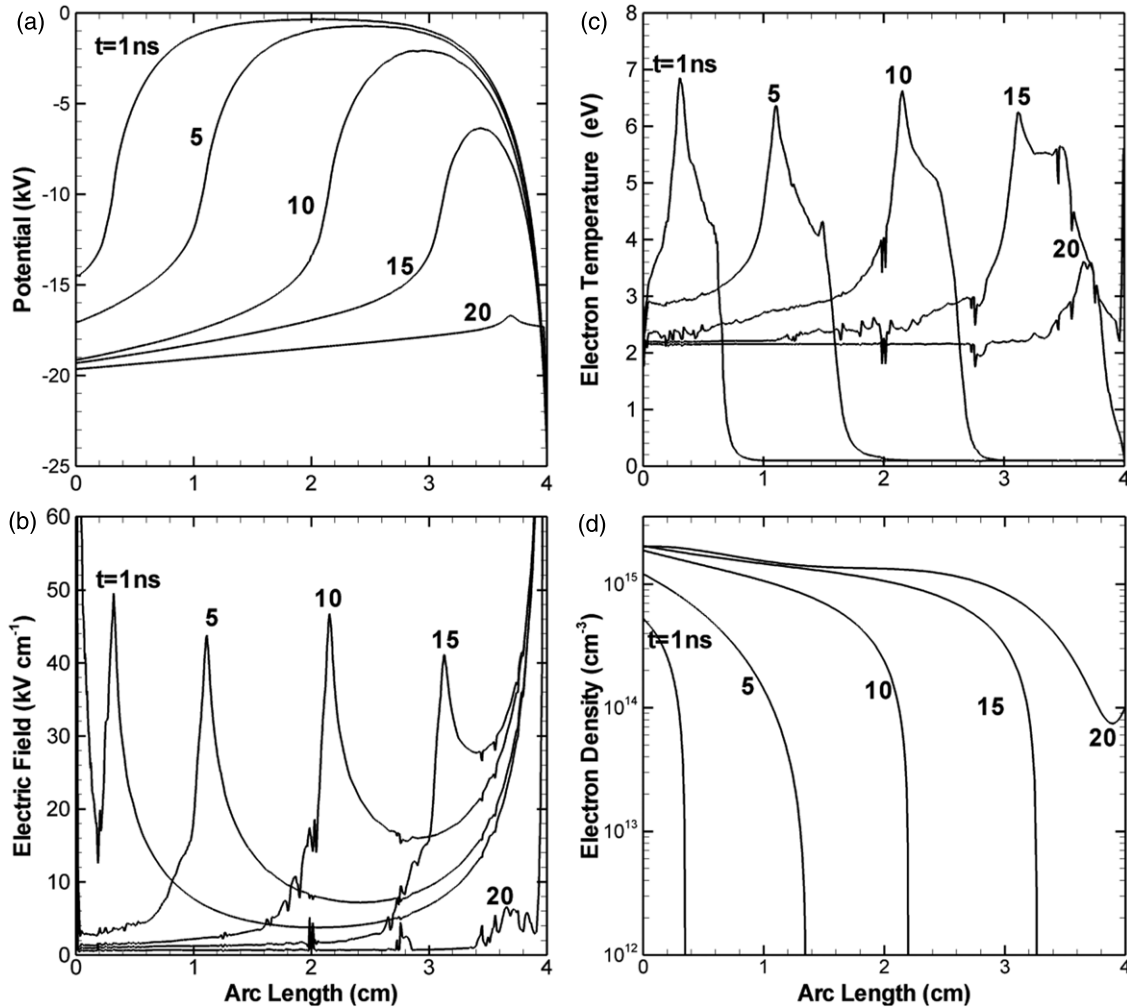 (a)
0
-5
-10
-15
-20
-25
Potential (kV)
t=1ns
5
10
15
20
0 1 2 3 4
(c)
8
7
6
5
4
3
2
1
0
Electron Temperature (eV)
t=1ns
5
10
15
20
1 2 3 4
(b)
60
50
40
30
20
10
0
Electric Field (kV cm⁻¹)
t=1ns
5
10
15
20
0 1 2 3 4
Arc Length (cm)
(d)
10¹⁵
10¹⁴
10¹³
10¹²
Electron Density (cm⁻³)
t=1ns
5
10
15
20
0 1 2 3 4
Arc Length (cm)